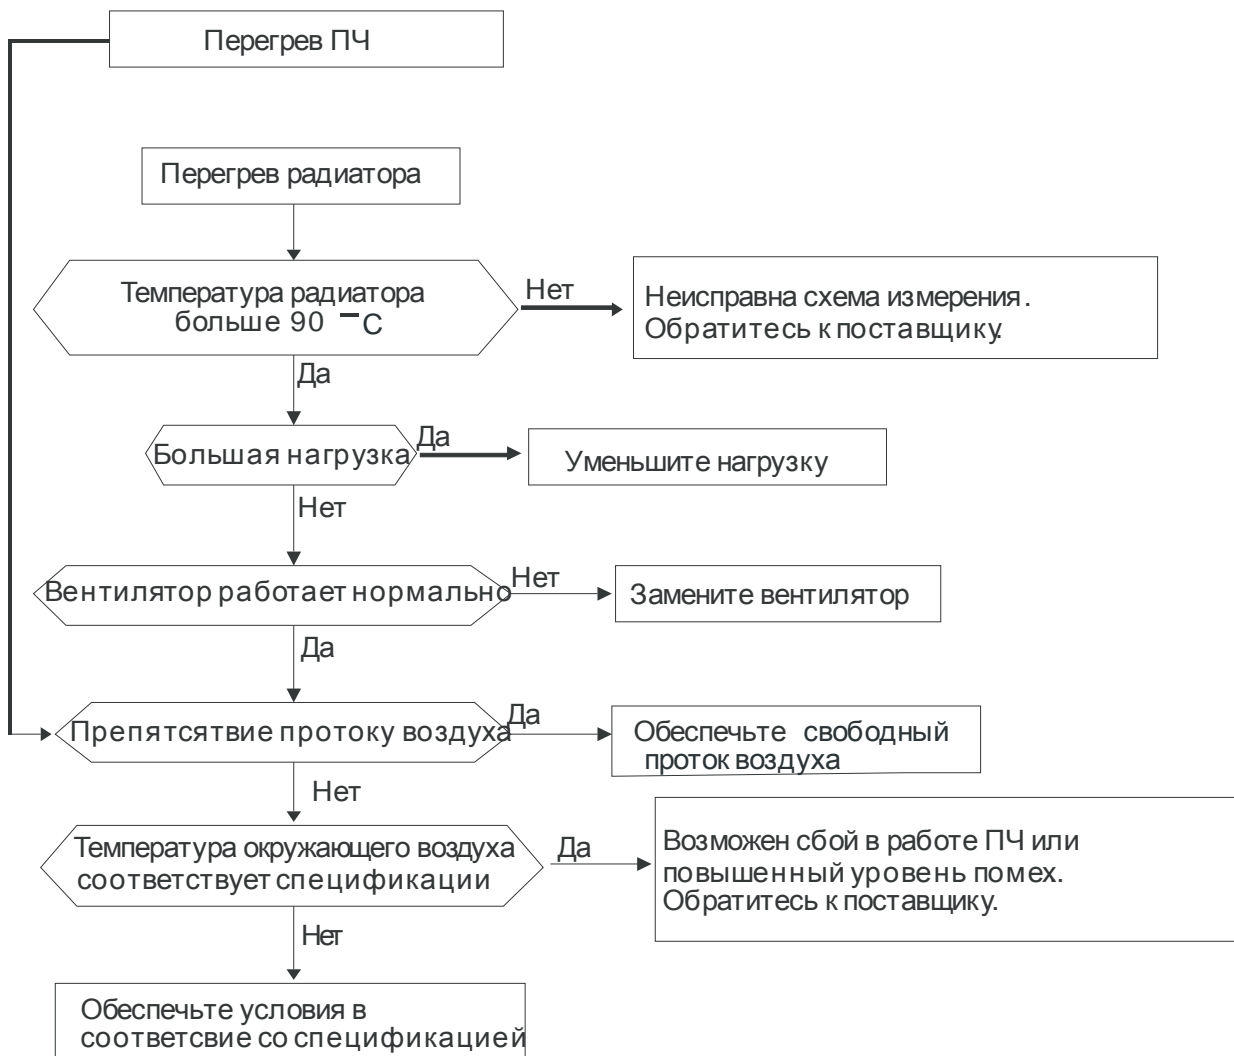 Перегрев ПЧ
Перегрев радиатора
Температура радиатора
больше 90 ¯С
Нет
Неисправна схема измерения.
Обратитесь к поставщику.
Да
Большая нагрузка
Да
Уменьшите нагрузку
Нет
Вентилятор работает нормально
Нет
Замените вентилятор
Да
Препятсятвие протоку воздуха
Да
Обеспечьте свободный
проток воздуха
Нет
Температура окружающего воздуха
соответствует спецификации
Да
Возможен сбой в работе ПЧ или
повышенный уровень помех.
Обратитесь к поставщику.
Нет
Обеспечьте условия в
соответсвие со спецификацией